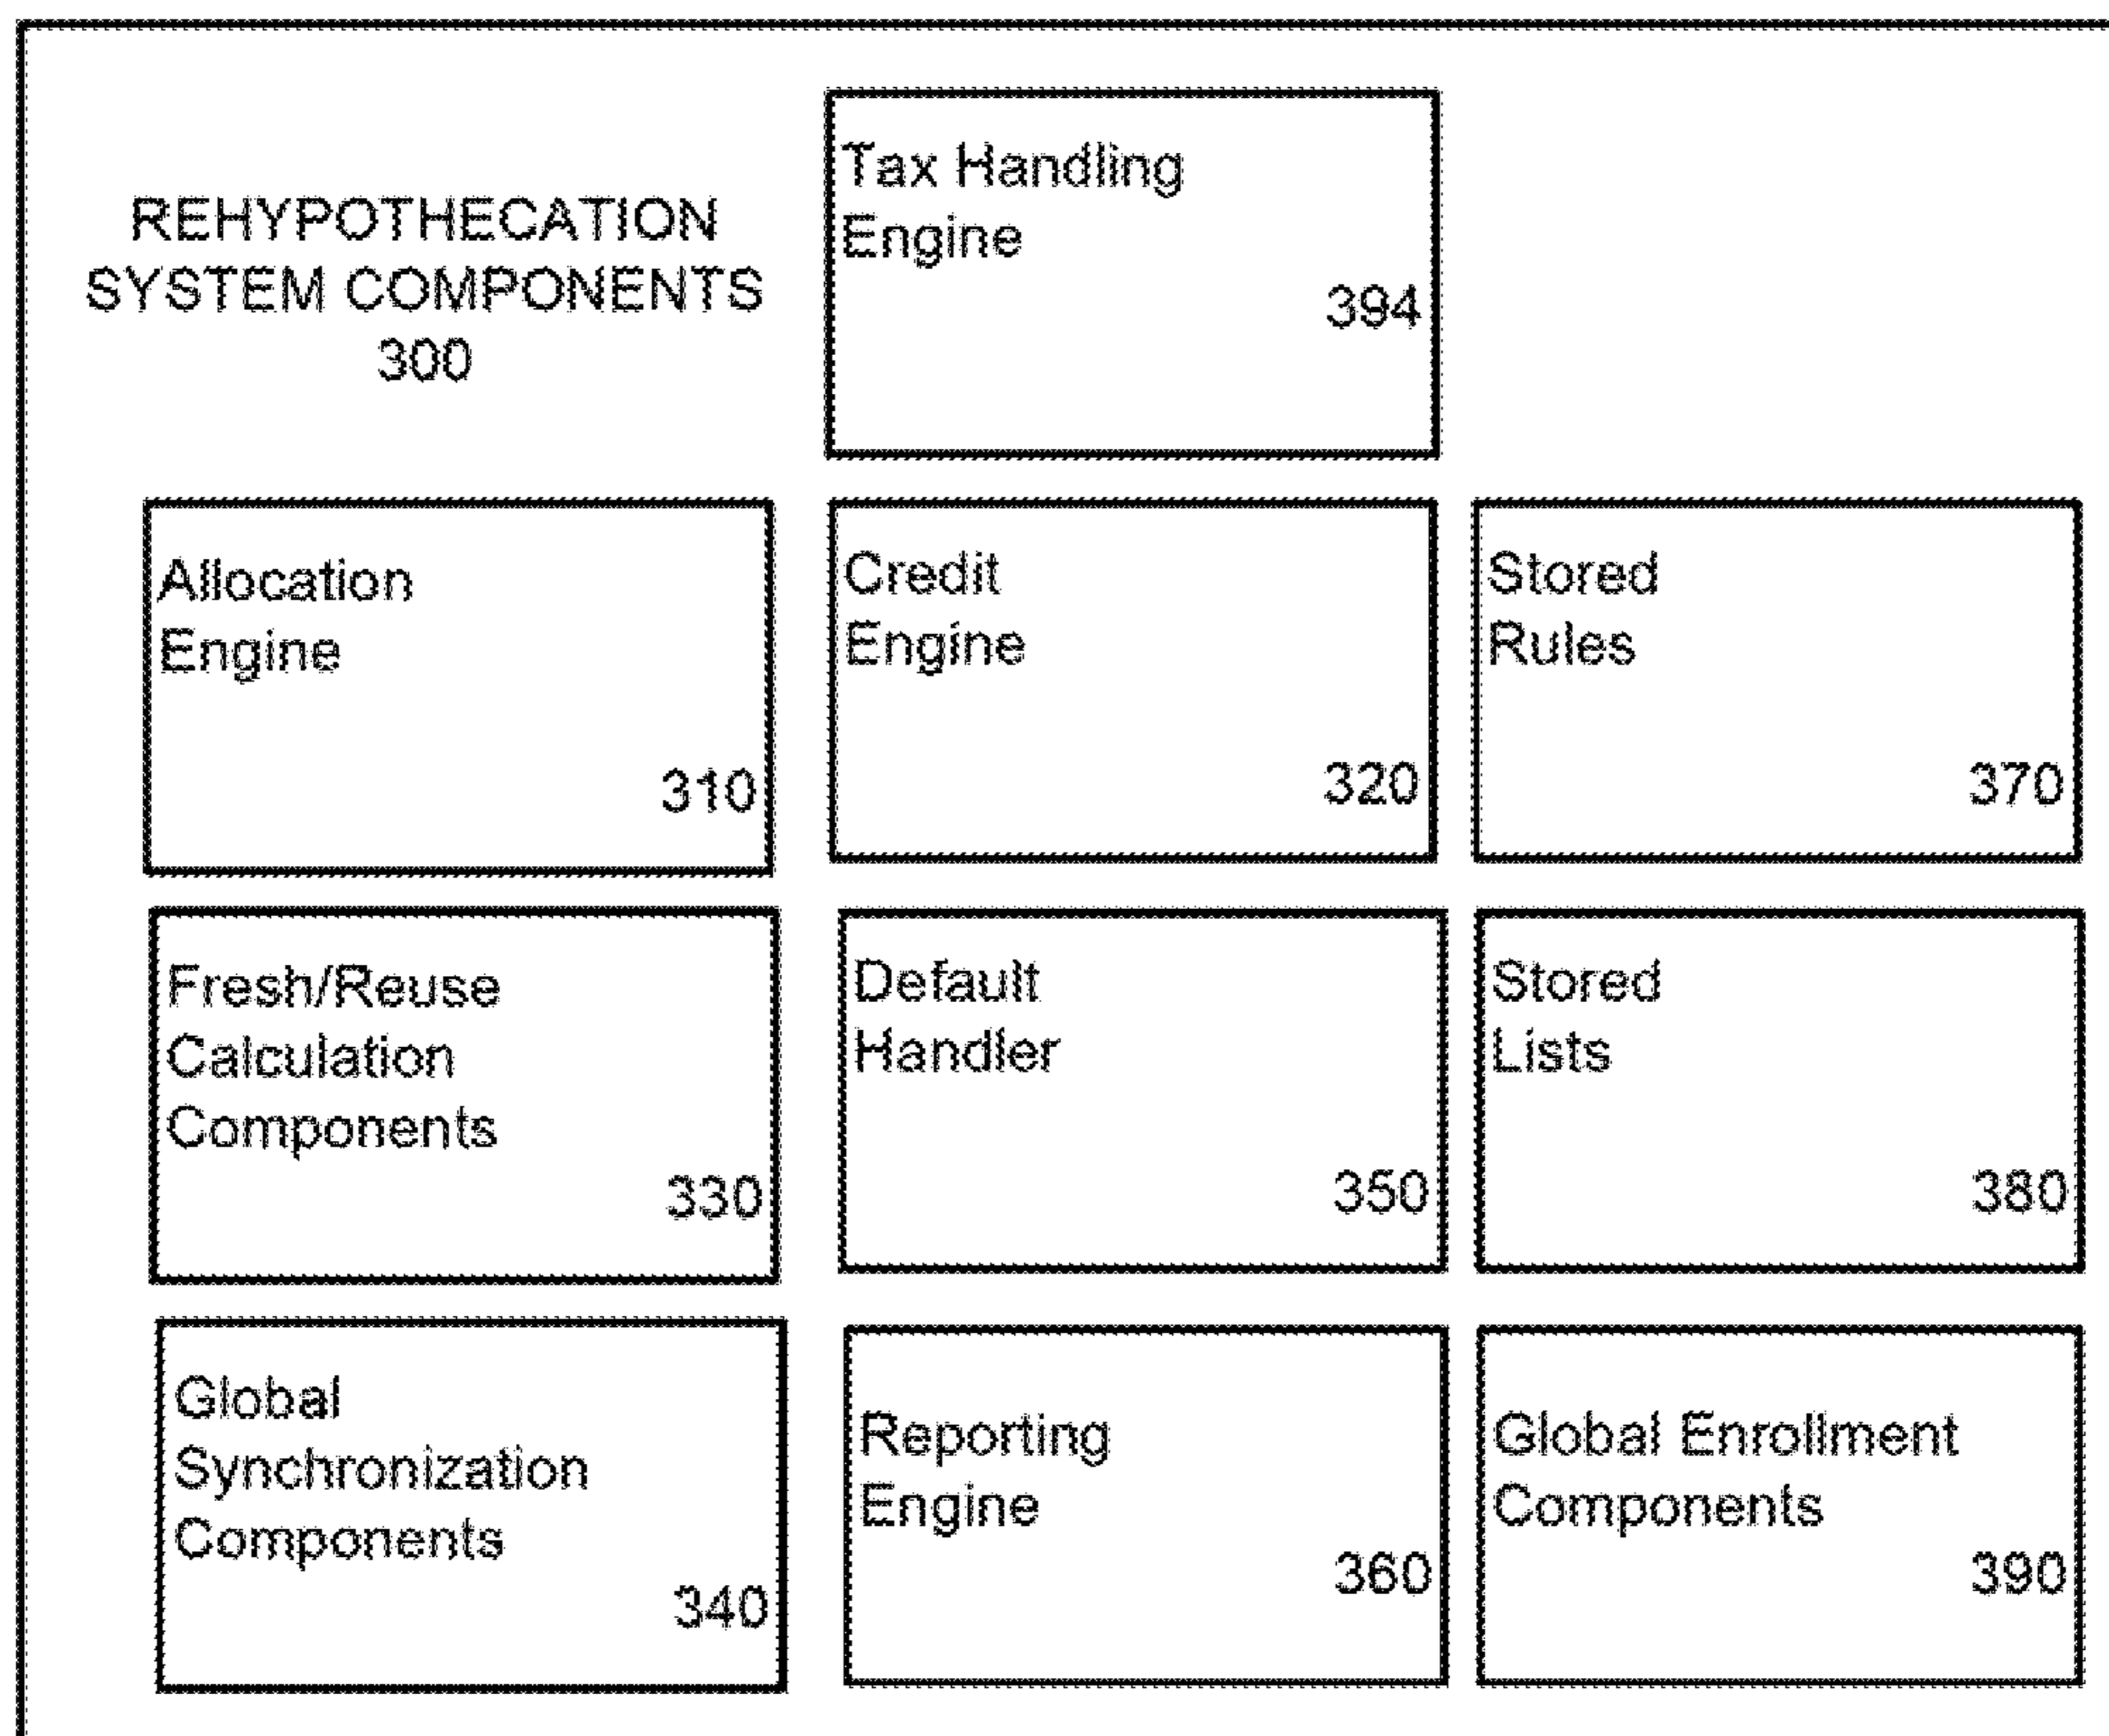 REHYPOTHECATION
SYSTEM COMPONENTS
300
Tax Handling
Engine
394
Allocation
Engine
310
Credit
Engine
320
Stored
Rules
370
Fresh/Reuse
Calculation
Components
330
Default
Handler
350
Stored
Lists
380
Global
Synchronization
Components
340
Reporting
Engine
360
Global Enrollment
Components
390